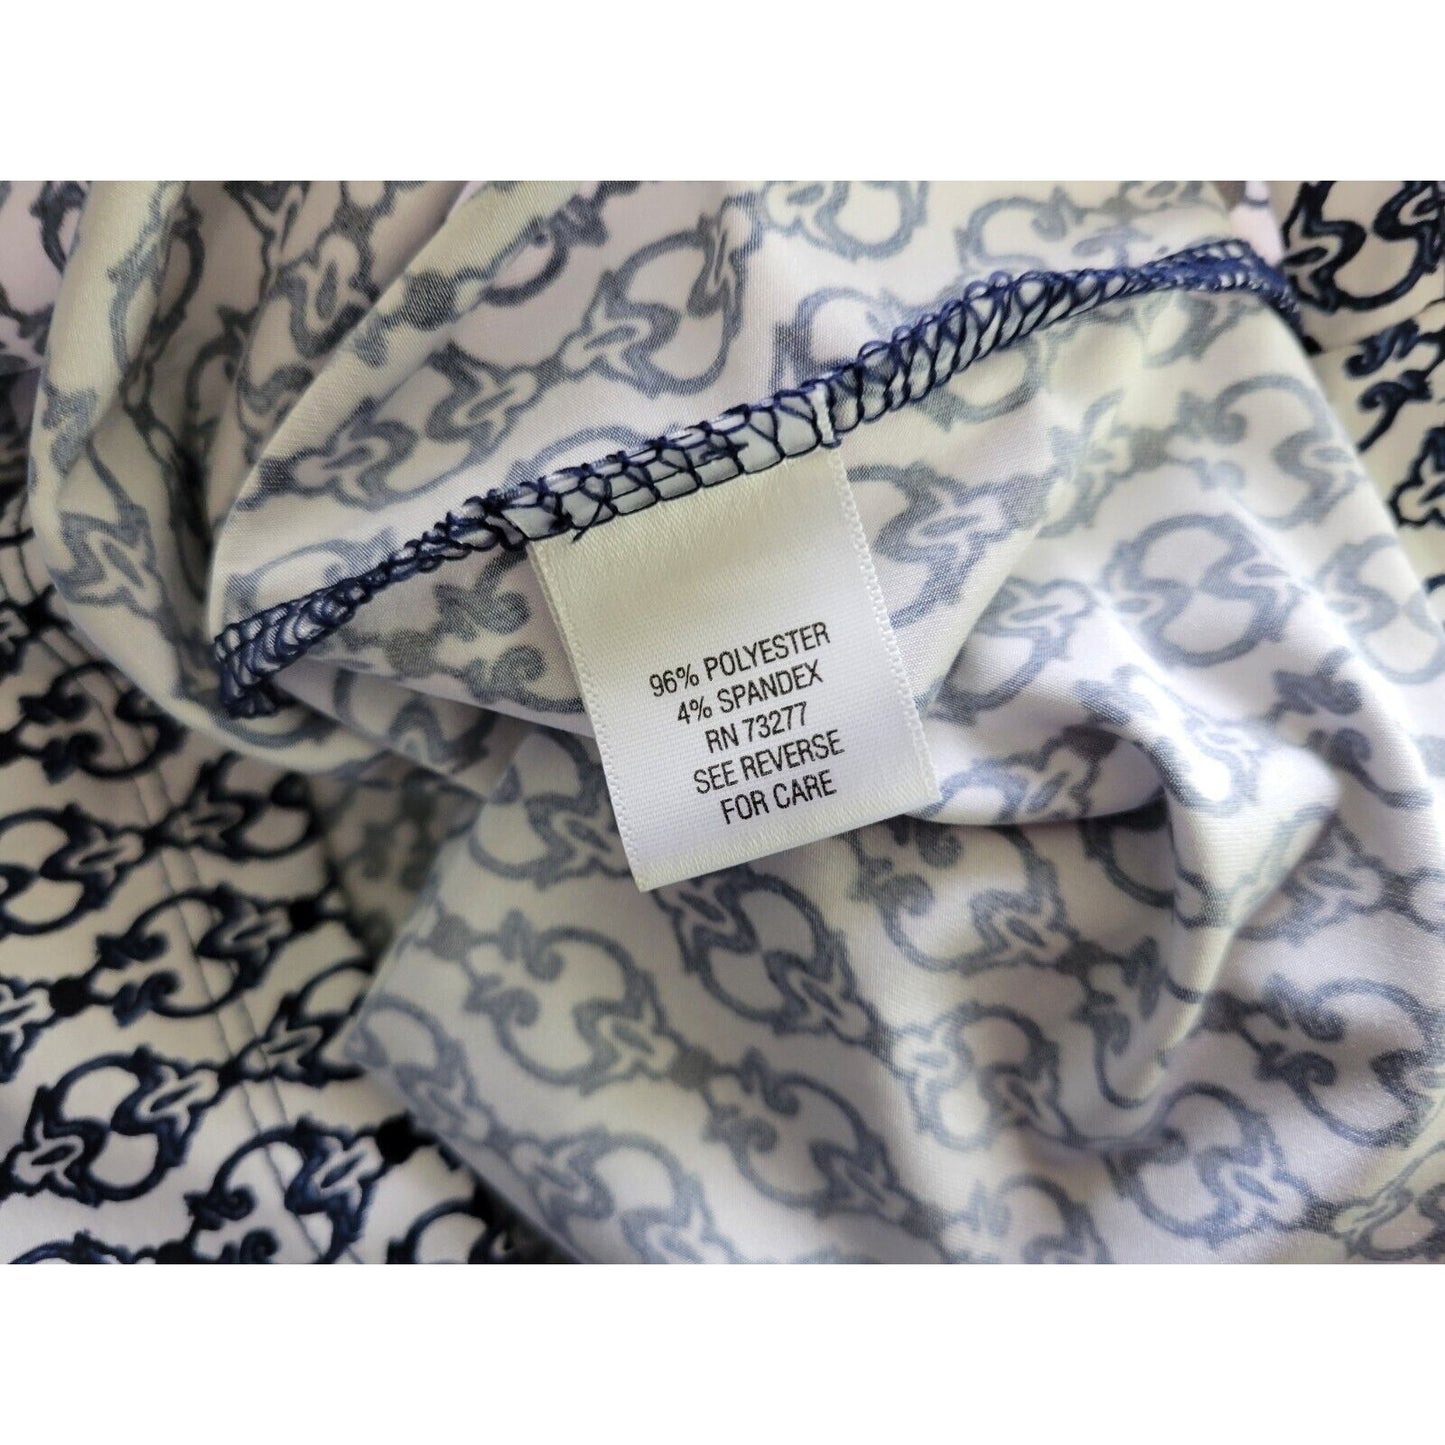 96% POLYESTER
4% SPANDEX
RN 73277
SEE REVERSE
FOR CARE